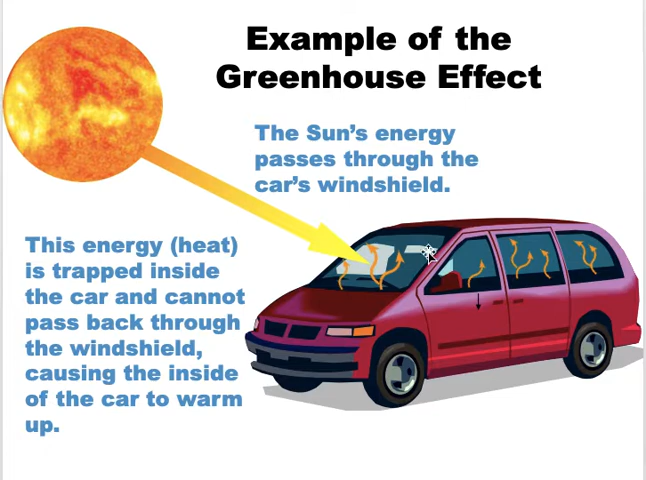 Example of the
Greenhouse Effect
The Sun's energy
passes through the
car's windshield.
This energy (heat)
is trapped inside
the car and cannot
pass back through
the windshield,
causing the inside
of the car to warm
up.